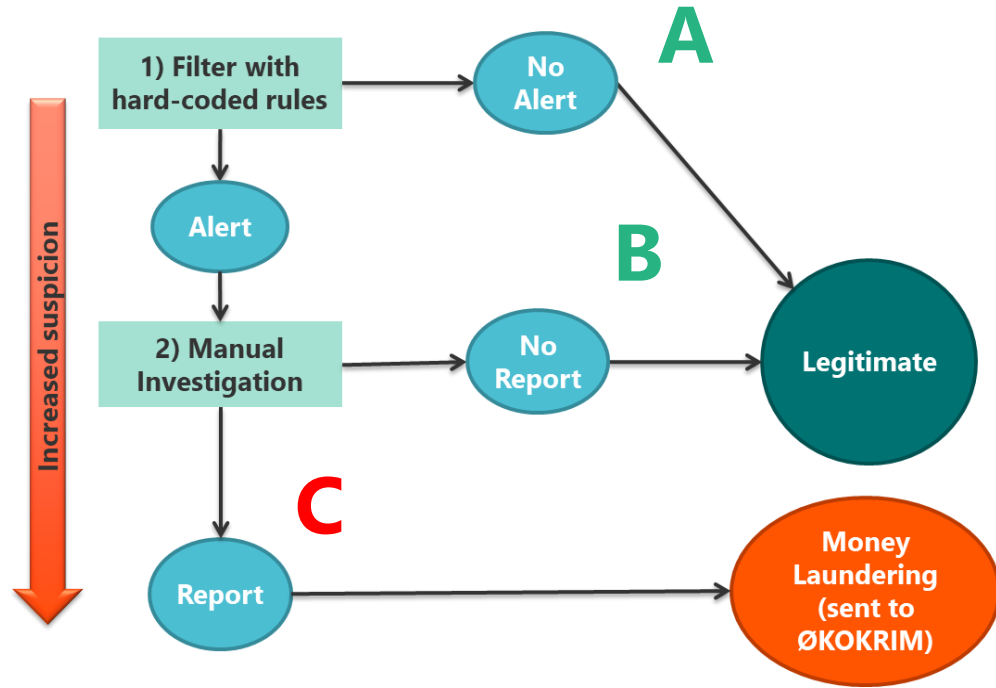 A
1) Filter with
hard-coded rules
No
Alert
Alert
B
Increased suspicion
2) Manual
Investigation
No
Report
Legitimate
C
Report
Money
Laundering
(sent to
ØKOKRIM)